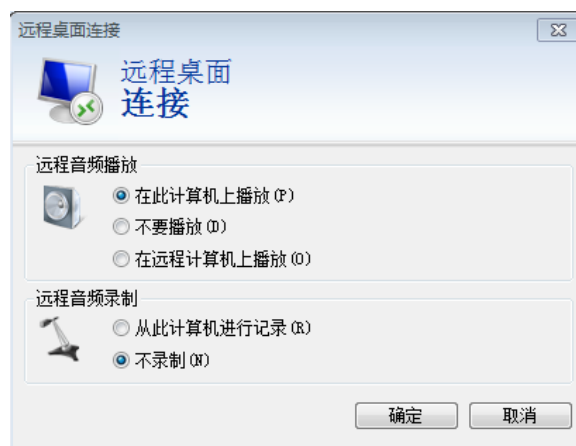 远程桌面连接
远程桌面
连接
远程音频播放
在此计算机上播放(P)
不要播放(D)
在远程计算机上播放(O)
远程音频录制
从此计算机进行记录(R)
不录制(N)
确定 取消